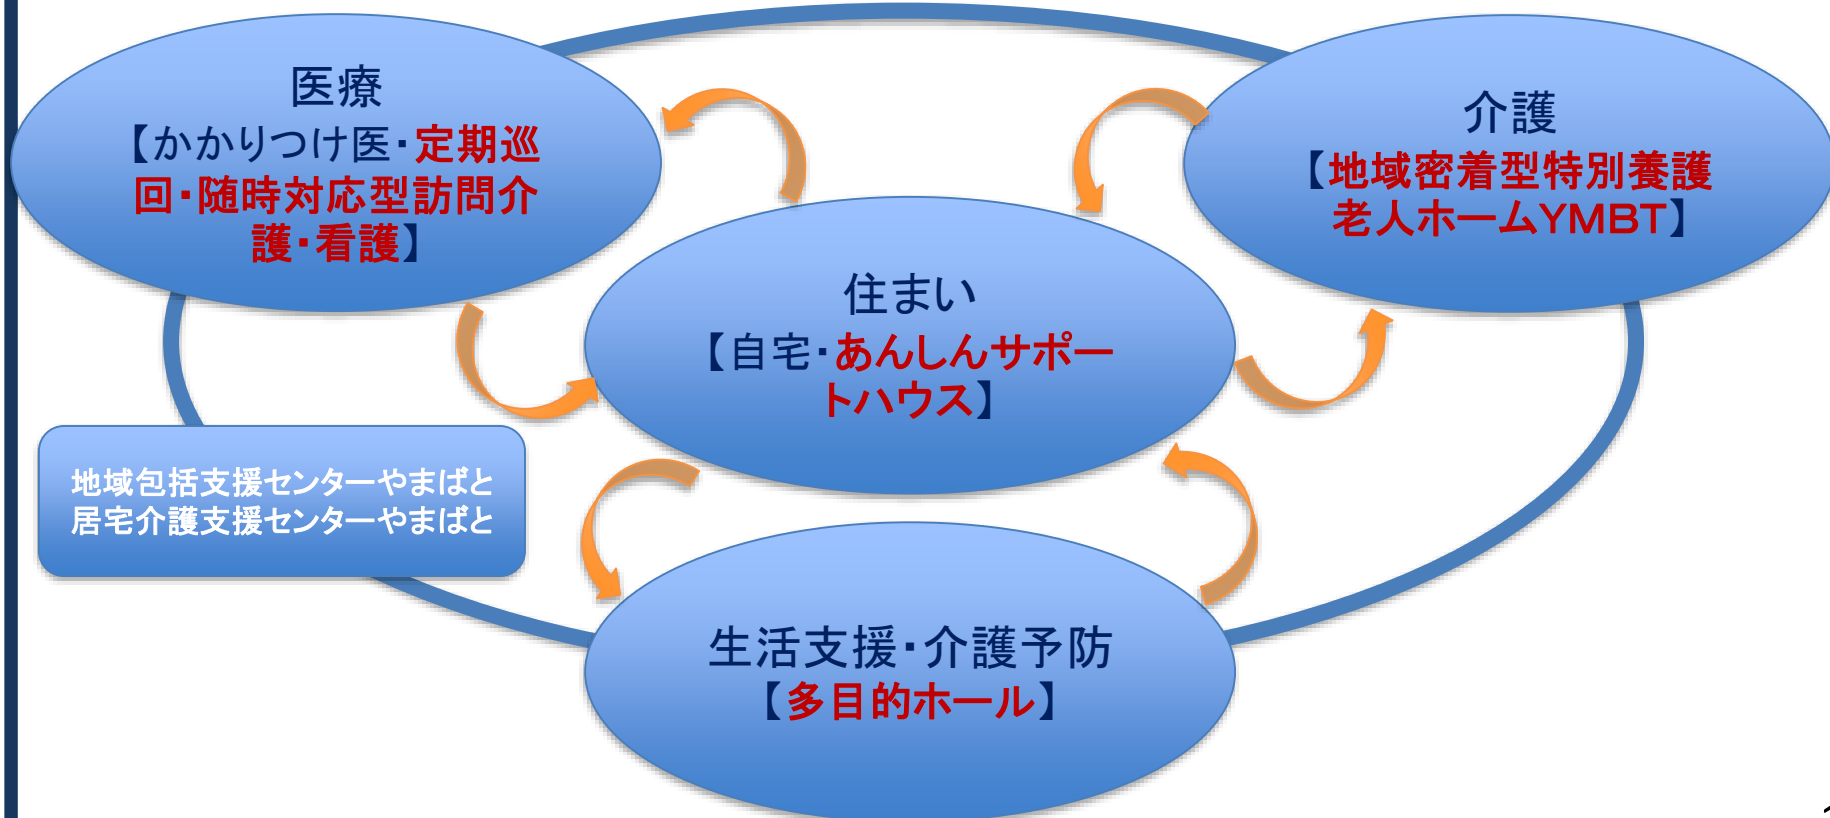 医療
【かかりつけ医・定期巡
回・随時対応型訪問介
護・看護】
介護
【地域密着型特別養護
老人ホームYMBT】
住まい
【自宅・あんしんサポー
トハウス】
地域包括支援センターやまばと
居宅介護支援センターやまばと
生活支援・介護予防
【多目的ホール】